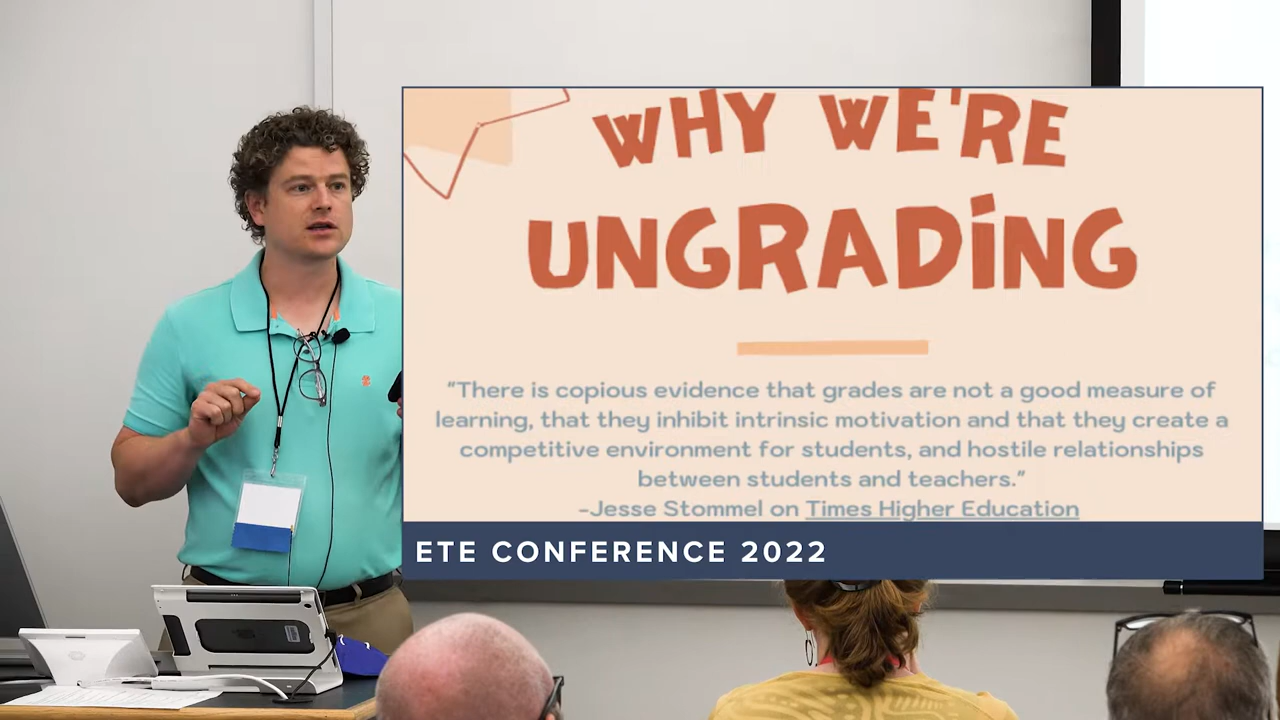 WHY WE'RE
UNGRADING
"There is copious evidence that grades are not a good measure of
learning, that they inhibit intrinsic motivation and that they create a
competitive environment for students, and hostile relationships
between students and teachers."
-Jesse Stommel on Times Higher Education
ETE CONFERENCE 2022